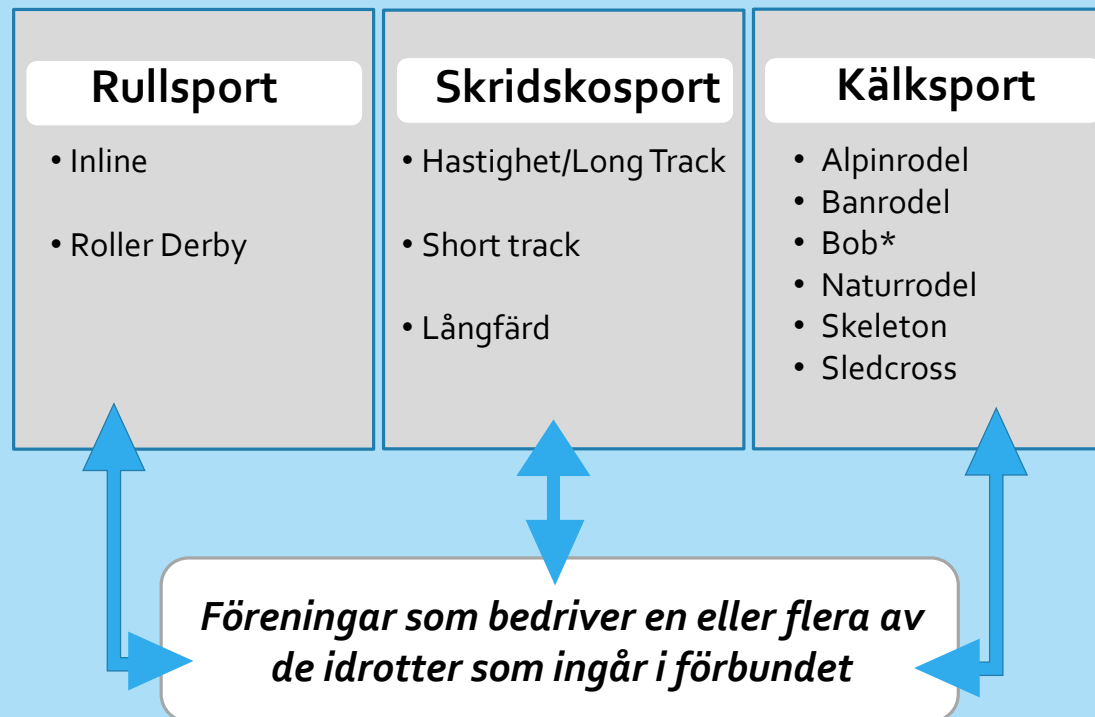 Rullsport
• Inline
• Roller Derby
Skridskosport
• Hastighet/Long Track
• Short track
• Långfärd
Kälksport
• Alpinrodel
• Banrodel
• Bob*
• Naturrodel
• Skeleton
• Sledcross
Föreningar som bedriver en eller flera av
de idrotter som ingår i förbundet